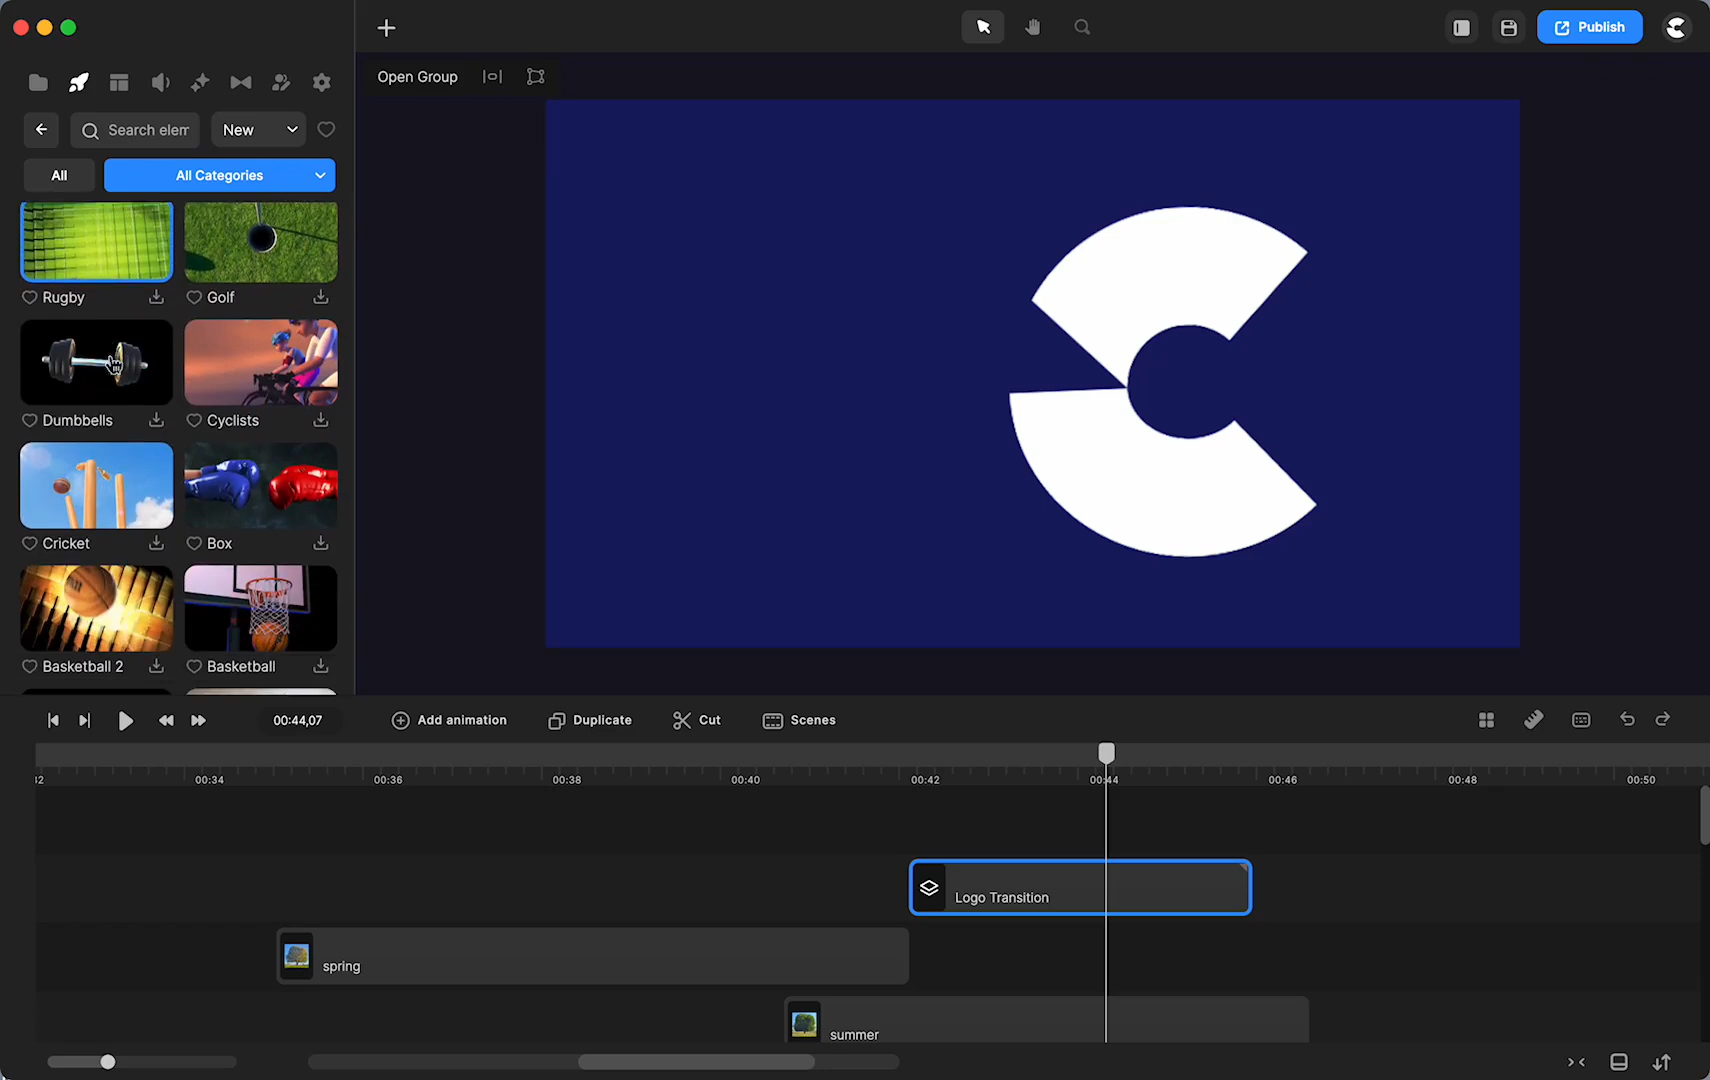 Publish
Open Group
Search elem
New
All
All Categories
Rugby
Golf
Dumbbells
Cyclists
Cricket
Box
Basketball 2
Basketball
00:44,07
Add animation
Duplicate
Cut
Scenes
32
00:34
00:36
00:38
00:40
00:42
00:44
00:46
00:48
00:50
Logo Transition
spring
summer